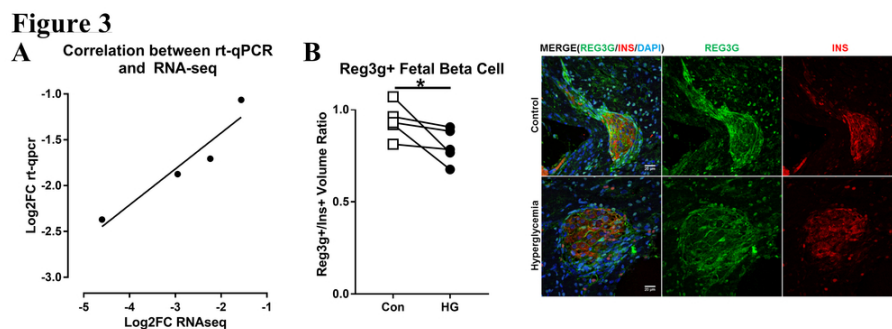 Figure 3
A
Correlation between rt-qPCR
and RNA-seq
Log2FC rt-qpcr
-1.0
-1.5
-2.0
-2.5
-3.0
-5
-4
-3
-2
-1
Log2FC RNAseq
B
Reg3g+ Fetal Beta Cell
*
Reg3g+/Ins+ Volume Ratio
1.0
0.5
0.0
Con
HG
MERGE(REG3G/INS/DAPI)
REG3G
INS
Control
Hyperglycemia